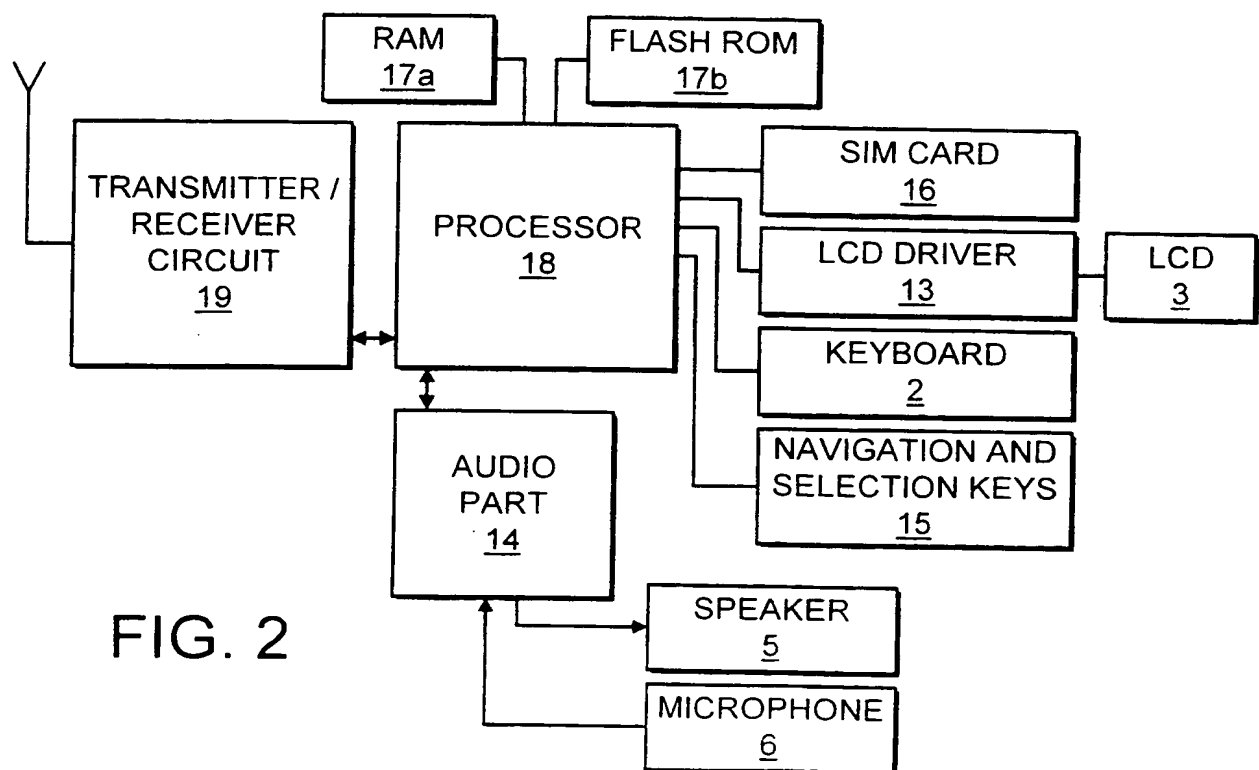 RAM
17a
FLASH ROM
17b
TRANSMITTER /
RECEIVER
CIRCUIT
19
PROCESSOR
18
SIM CARD
16
LCD DRIVER
13
LCD
3
KEYBOARD
2
NAVIGATION AND
SELECTION KEYS
15
AUDIO
PART
14
SPEAKER
5
MICROPHONE
6
FIG. 2